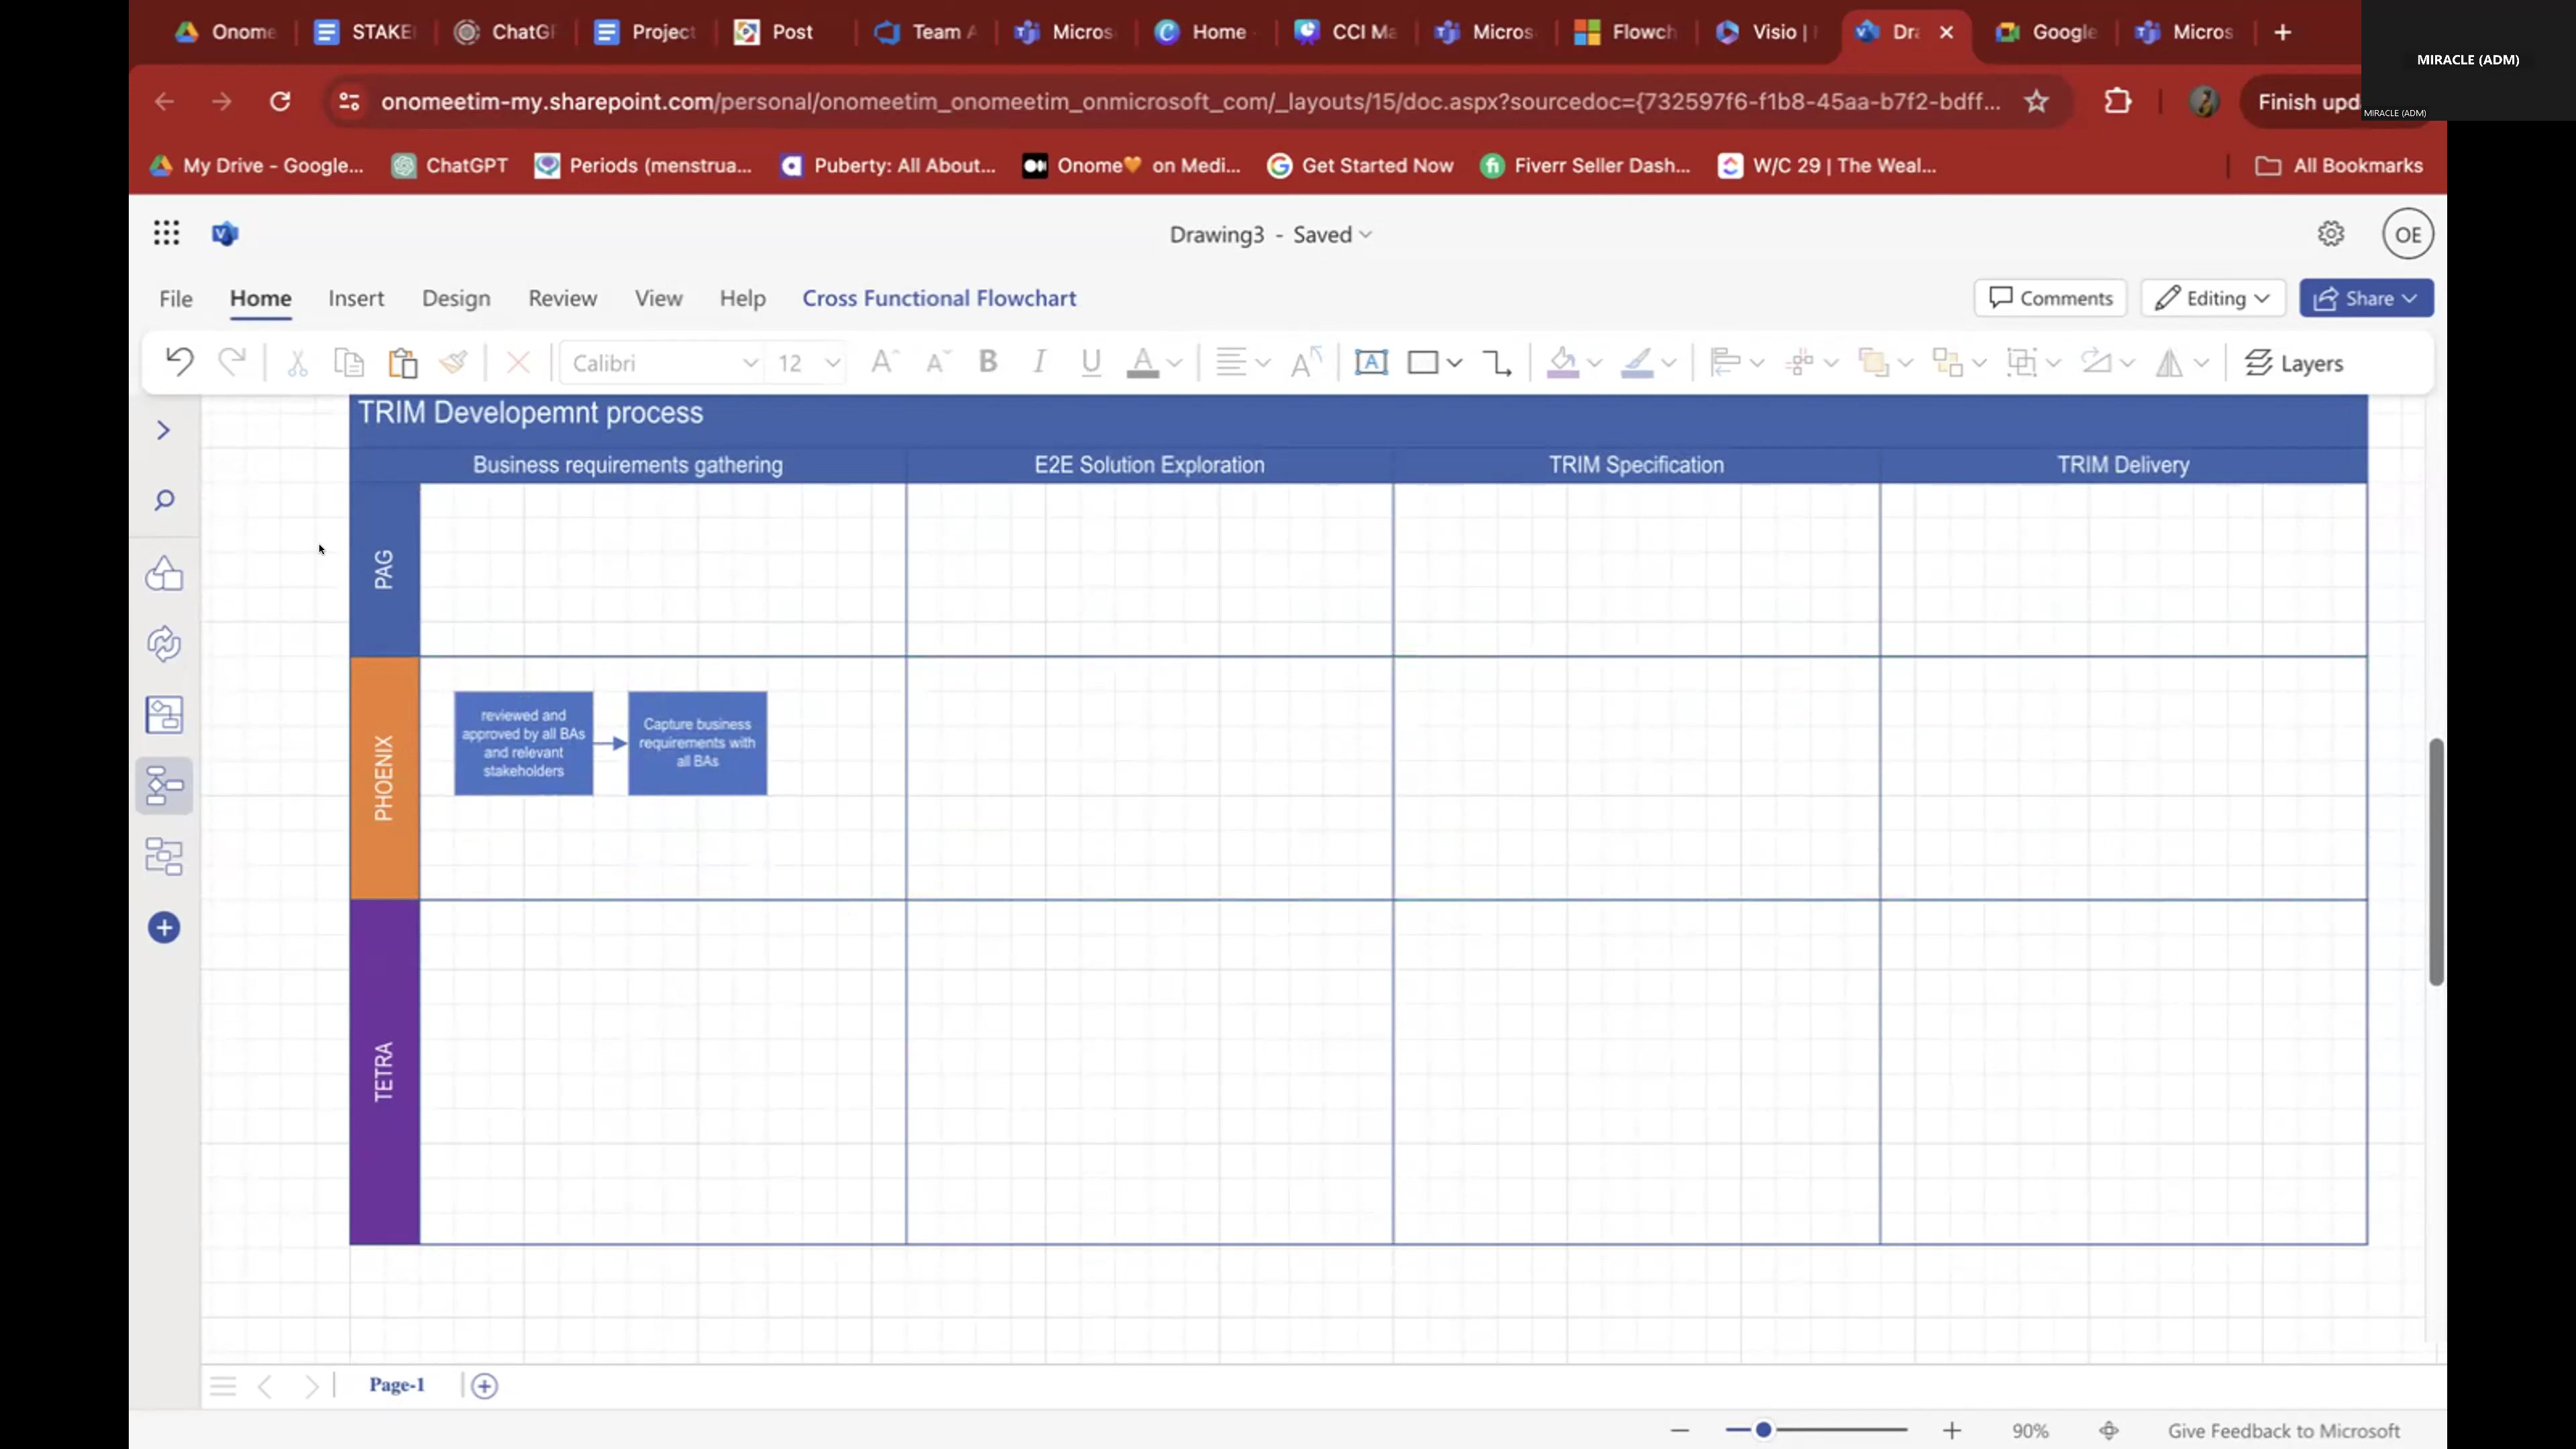 Onome
STAKE
ChatG
Project
Post
Team A
Micros
Home
CCI Ma
Micros
Flowch
Visio |
Dra
Google
Micros
MIRACLE (ADM)
MIRACLE (ADM)
onomeetim-my.sharepoint.com/personal/onomeetim_onomeetim_onmicrosoft_com/_layouts/15/doc.aspx?sourcedoc={732597f6-f1b8-45aa-b7f2-bdff...
Finish upd
My Drive - Google...
ChatGPT
Periods (menstrua...
Puberty: All About...
Onome🧡 on Medi...
Get Started Now
Fiverr Seller Dash...
W/C 29 | The Weal...
All Bookmarks
Drawing3 - Saved
OE
File
Home
Insert
Design
Review
View
Help
Cross Functional Flowchart
Comments
Editing
Share
Calibri
12
Layers
TRIM Developemnt process
Business requirements gathering
E2E Solution Exploration
TRIM Specification
TRIM Delivery
PAG
PHOENIX
reviewed and
approved by all BAs
and relevant
stakeholders
Capture business
requirements with
all BAs
TETRA
Page-1
90%
Give Feedback to Microsoft